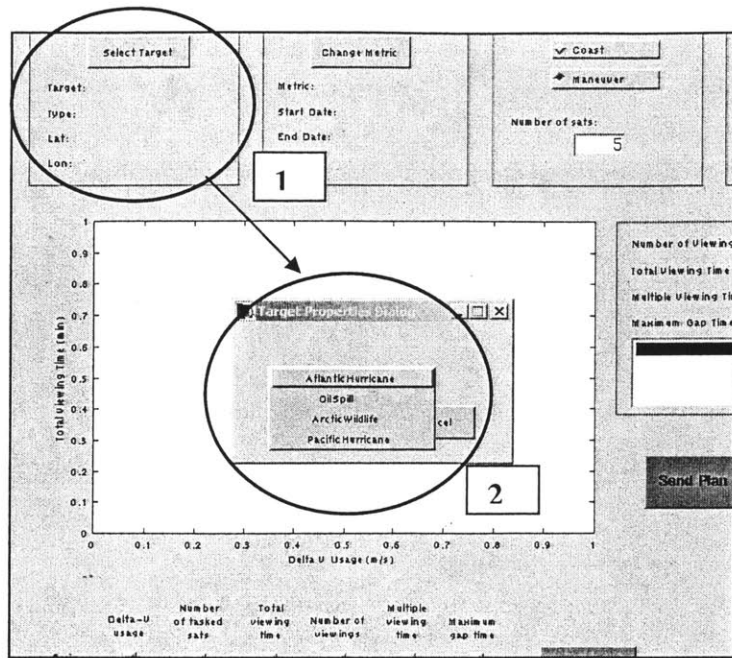 Select Target
Target:
Type:
Lat:
Lon:
Change Metric
Metric:
Start Date:
End Date:
Coast
Maneuver
Number of sats:
5
1
Total Viewing Time (min)
1
0.9
0.8
0.7
0.6
0.5
0.4
0.3
0.2
0.1
0
0
0.1
0.2
0.3
0.4
0.5
0.6
0.7
0.8
0.9
1
Delta V Usage (m/s)
Target Properties Dialog
Atlantic Hurricane
Oil Spill
Arctic Wildlife
Pacific Hurricane
cel
2
Number of Viewing
Total Viewing Time
Multiple Viewing Ti
Maximum Gap Time
Send Plan
Delta-V usage
Number of tasked sats
Total viewing time
Number of viewings
Multiple viewing time
Maximum gap time